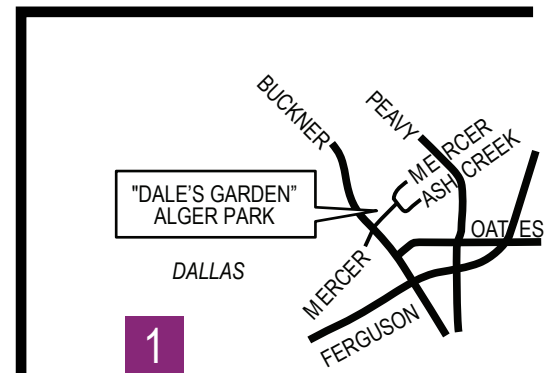 BUCKNER
PEAVY
MERCER
ASH CREEK
"DALE'S GARDEN”
ALGER PARK
OATES
DALLAS
MERCER
FERGUSON
1